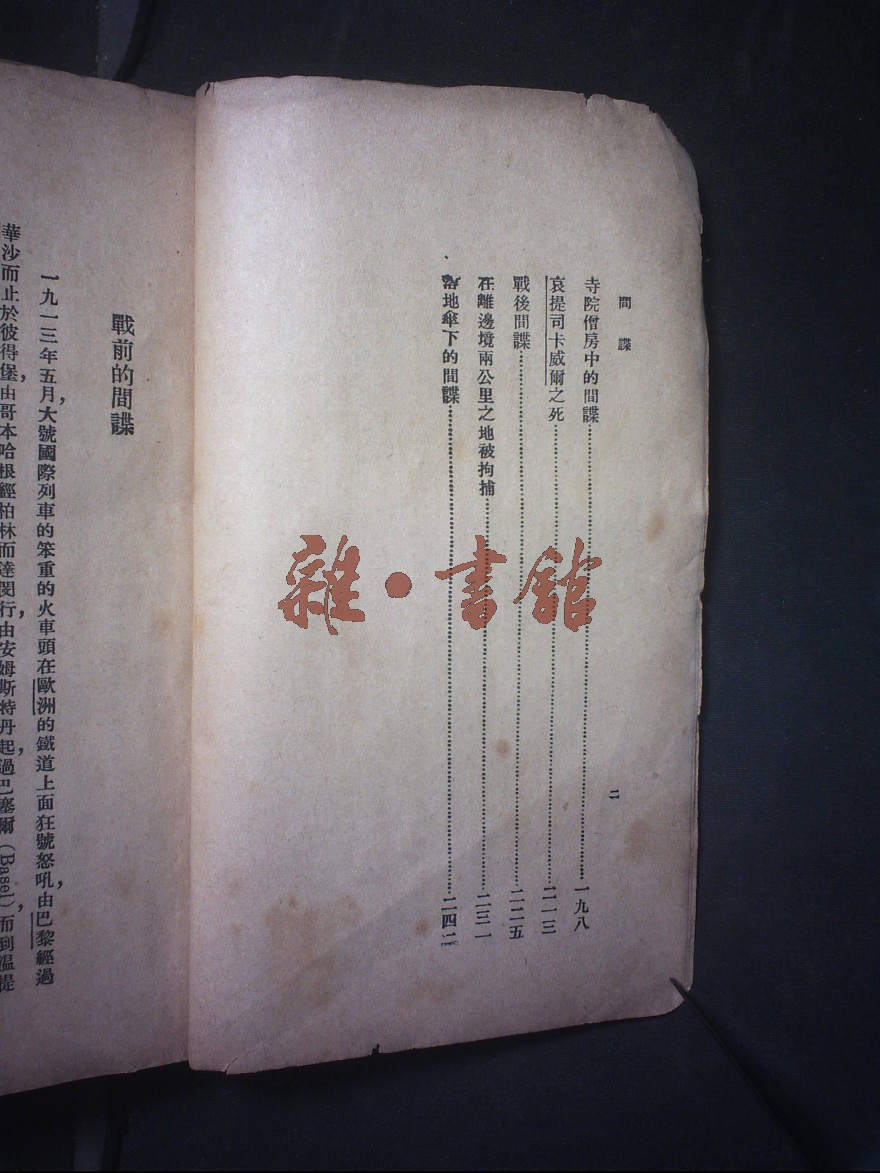 間諜
寺院僧房中的間諜……一九八
哀提司卡威爾之死……二一三
戰後間諜……二二五
在離邊境兩公里之地被拘捕……二三一
落地傘下的間諜……二四二
二
雜·書館
戰前的間諜
一九一三年五月,大號國際列車的笨重的火車頭在歐洲的鐵道上面狂號怒吼,由巴黎經過
華沙而止於彼得堡,由哥本哈根經柏林而達閔行,由安姆斯特丹起,過巴塞爾(Basel),而到溫提